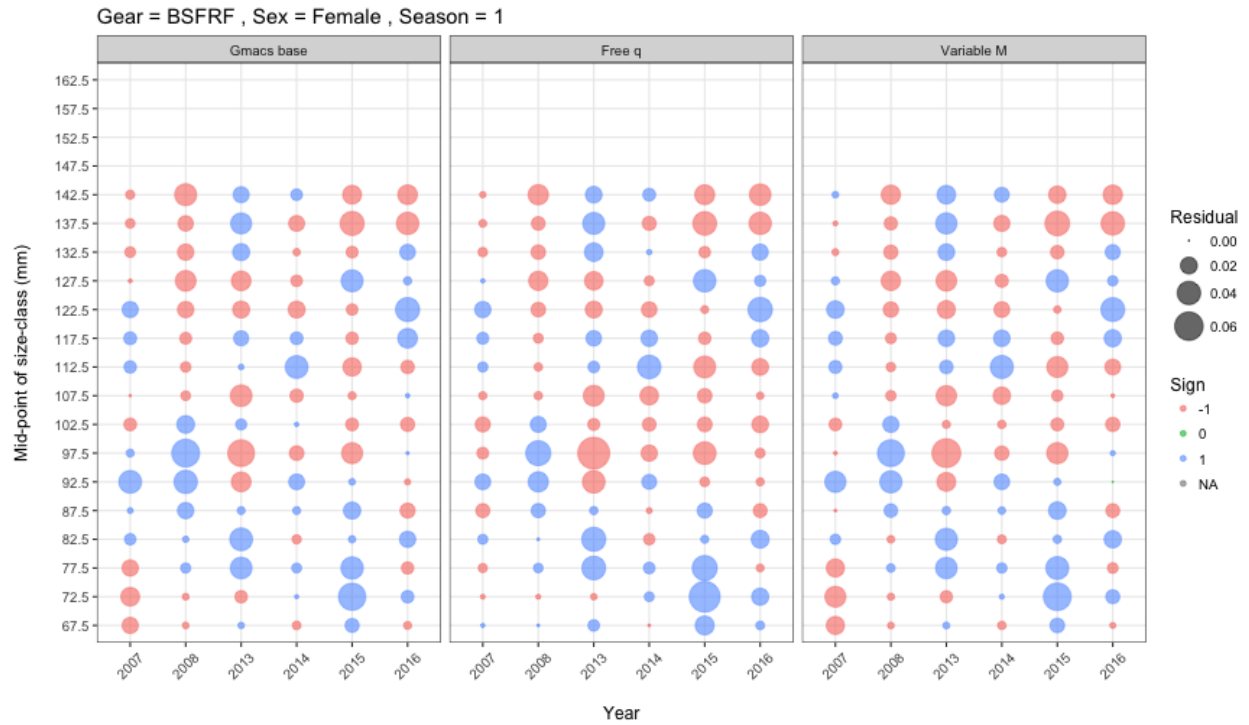 Gear = BSFRF , Sex = Female , Season = 1
Gmacs base
Free q
Variable M
162.5
157.5
152.5
147.5
142.5
137.5
132.5
127.5
122.5
117.5
112.5
107.5
102.5
97.5
92.5
87.5
82.5
77.5
72.5
67.5
Mid-point of size-class (mm)
2007 2008 2013 2014 2015 2016
2007 2008 2013 2014 2015 2016
2007 2008 2013 2014 2015 2016
Year
Residual
0.00
0.02
0.04
0.06
Sign
-1
0
1
NA